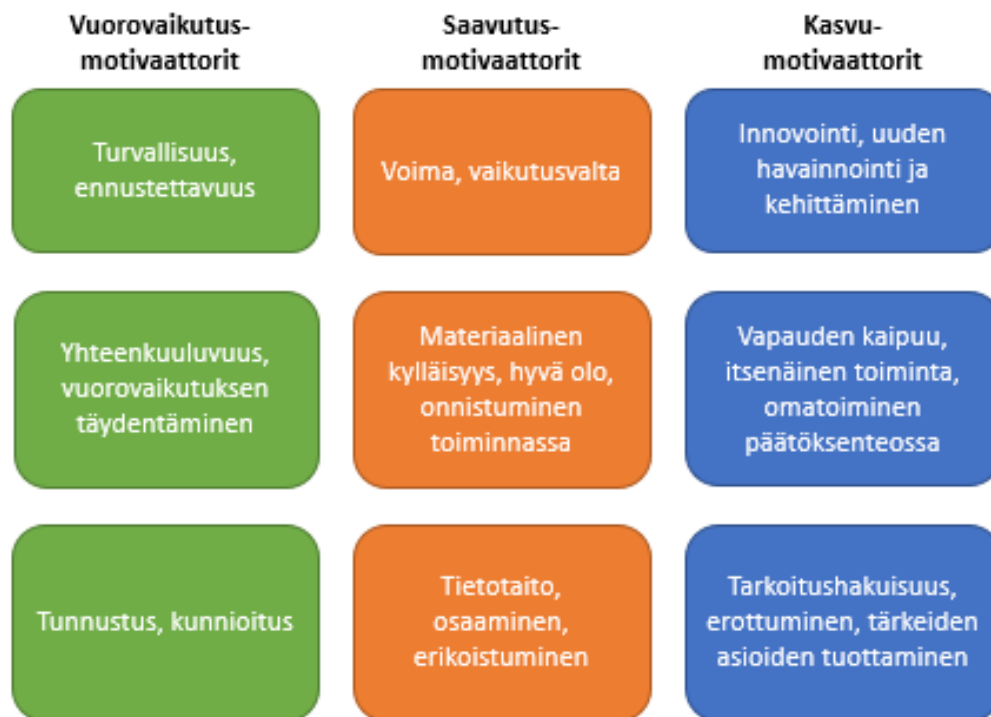 Vuorovaikutus-
motivaattorit
Saavutus-
motivaattorit
Kasvu-
motivaattorit
Turvallisuus,
ennustettavuus
Voima, vaikutusvalta
Innovointi, uuden
havainnointi ja
kehittäminen
Yhteenkuuluvuus,
vuorovaikutuksen
täydentäminen
Materiaalinen
kylläisyys, hyvä olo,
onnistuminen
toiminnassa
Vapauden kaipuu,
itsenäinen toiminta,
omatoiminen
päätöksenteossa
Tunnustus, kunnioitus
Tietotaito,
osaaminen,
erikoistuminen
Tarkoitushakuisuus,
erottuminen, tärkeiden
asioiden tuottaminen